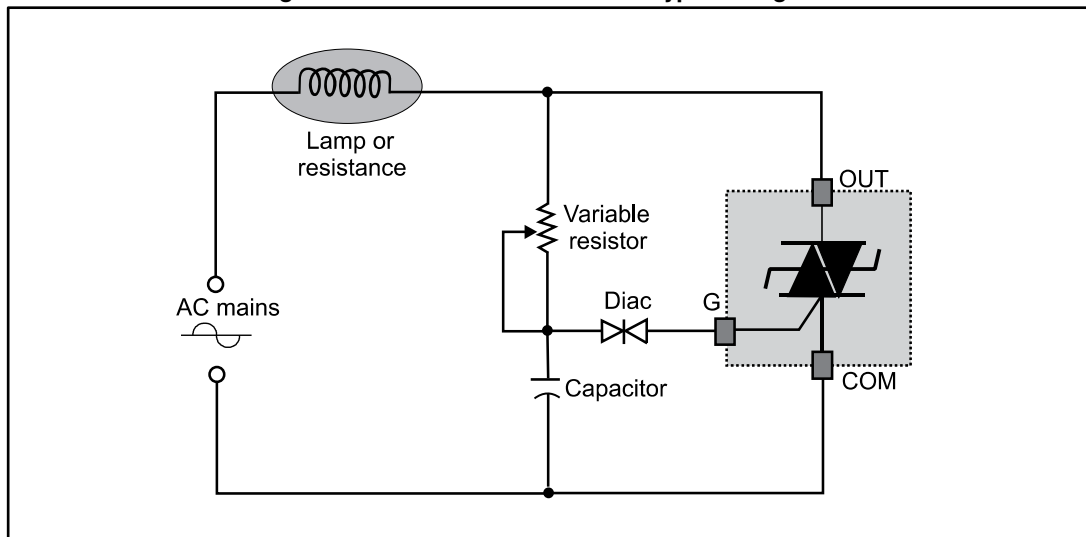 Lamp or
resistance
OUT
Variable
resistor
AC mains
Diac
G
Capacitor
COM